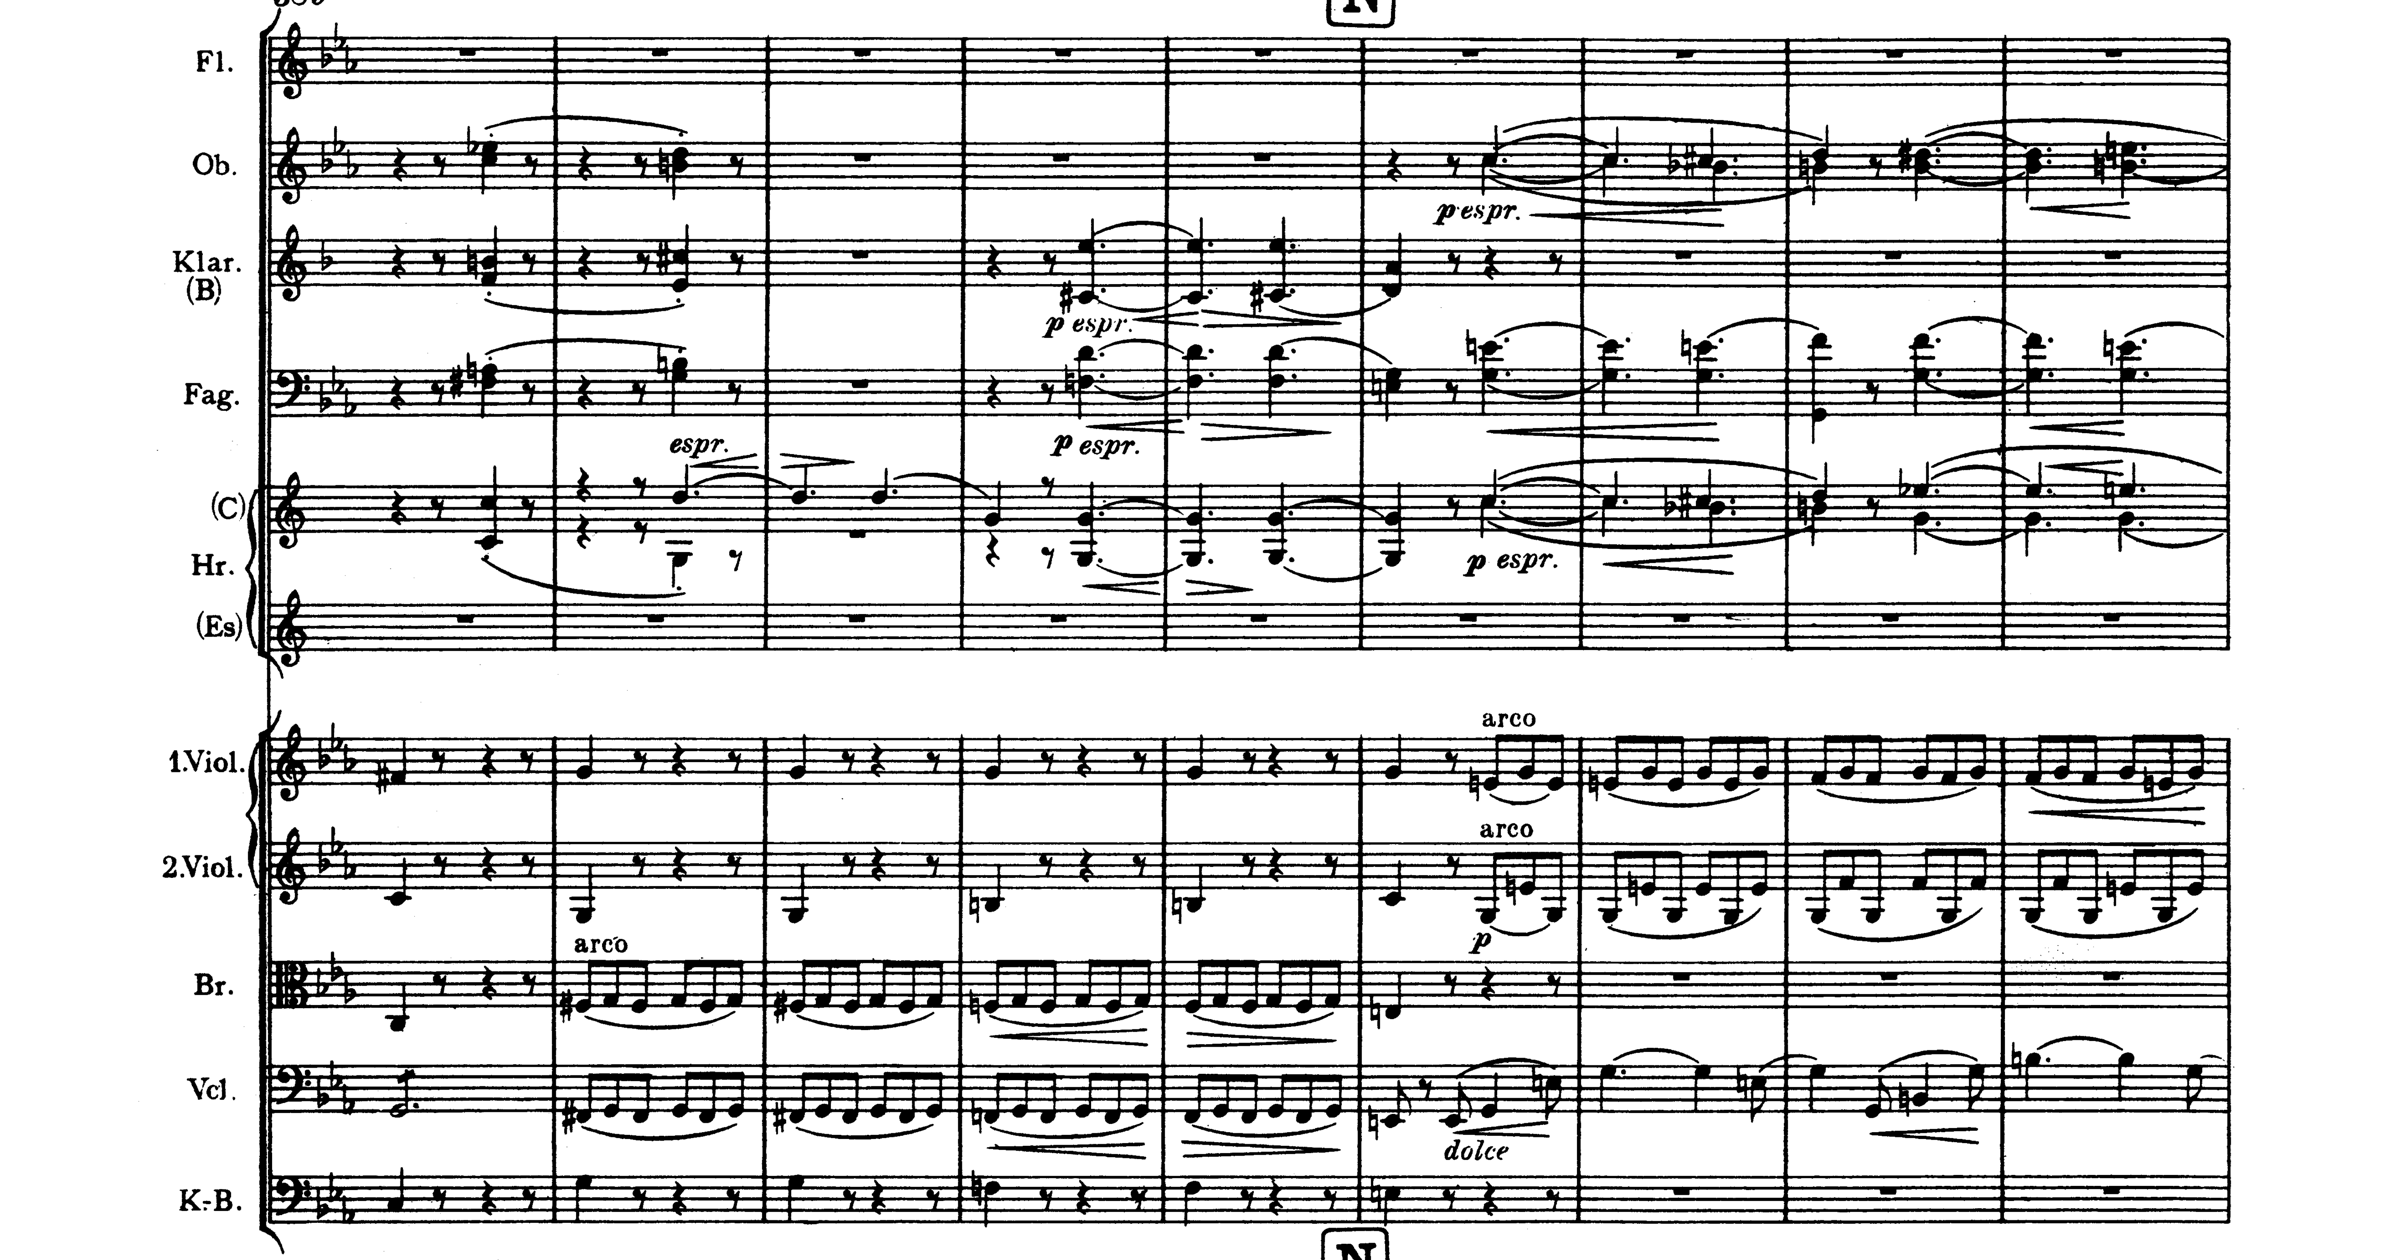 N
Fl.
Ob.
p espr.
Klar.
(B)
p espr.
Fag.
espr.
p espr.
(C)
Hr.
p espr.
(Es)
arco
1.Viol.
arco
2.Viol.
p
arco
Br.
Vcl.
dolce
K.-B.
N